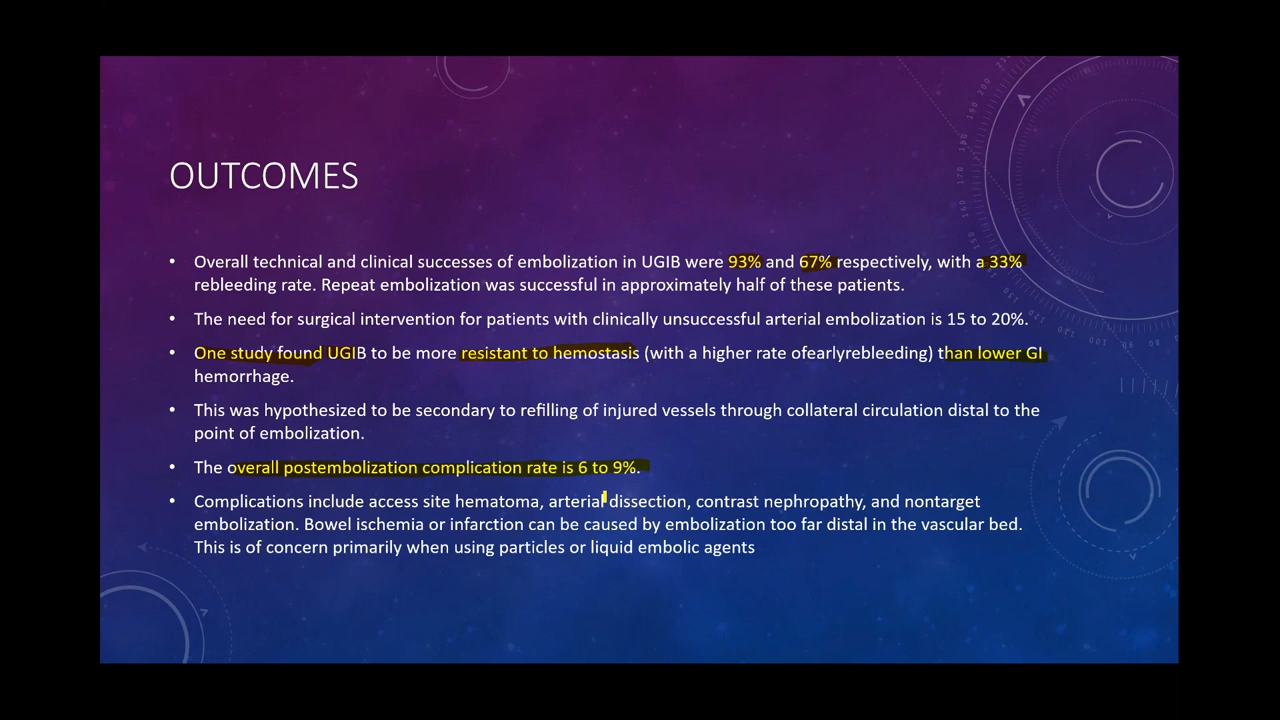 OUTCOMES
• Overall technical and clinical successes of embolization in UGIB were 93% and 67% respectively, with a 33%
rebleeding rate. Repeat embolization was successful in approximately half of these patients.
• The need for surgical intervention for patients with clinically unsuccessful arterial embolization is 15 to 20%.
• One study found UGIB to be more resistant to hemostasis (with a higher rate ofearlyrebleeding) than lower GI
hemorrhage.
• This was hypothesized to be secondary to refilling of injured vessels through collateral circulation distal to the
point of embolization.
• The overall postembolization complication rate is 6 to 9%.
• Complications include access site hematoma, arterial dissection, contrast nephropathy, and nontarget
embolization. Bowel ischemia or infarction can be caused by embolization too far distal in the vascular bed.
This is of concern primarily when using particles or liquid embolic agents